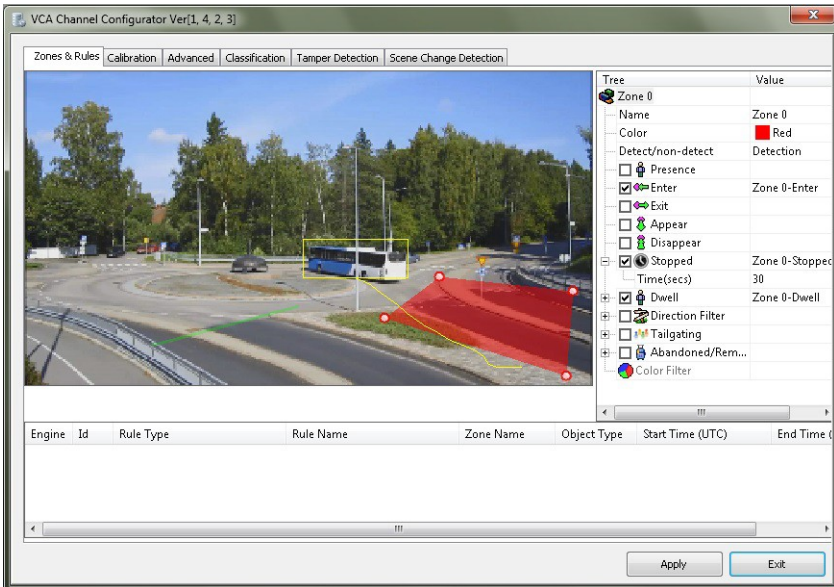 VCA Channel Configurator Ver[1, 4, 2, 3]
Zones & Rules Calibration Advanced Classification Tamper Detection Scene Change Detection
Tree Value
Zone 0
Name Zone 0
Color Red
Detect/non-detect Detection
Presence
Enter Zone 0-Enter
Exit
Appear
Disappear
Stopped Zone 0-Stopped
Time(secs) 30
Dwell Zone 0-Dwell
Direction Filter
Tailgating
Abandoned/Rem...
Color Filter
Engine Id Rule Type Rule Name Zone Name Object Type Start Time (UTC) End Time (
Apply Exit